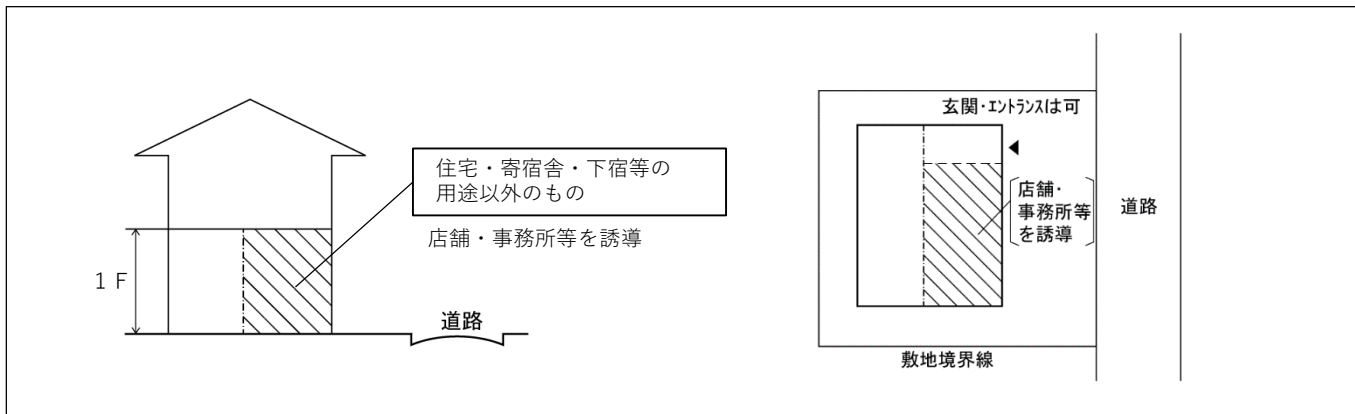 住宅・寄宿舎・下宿等の
用途以外のもの
店舗・事務所等を誘導
1 F
道路
玄関・エントランスは可
店舗・
事務所等
を誘導
道路
敷地境界線